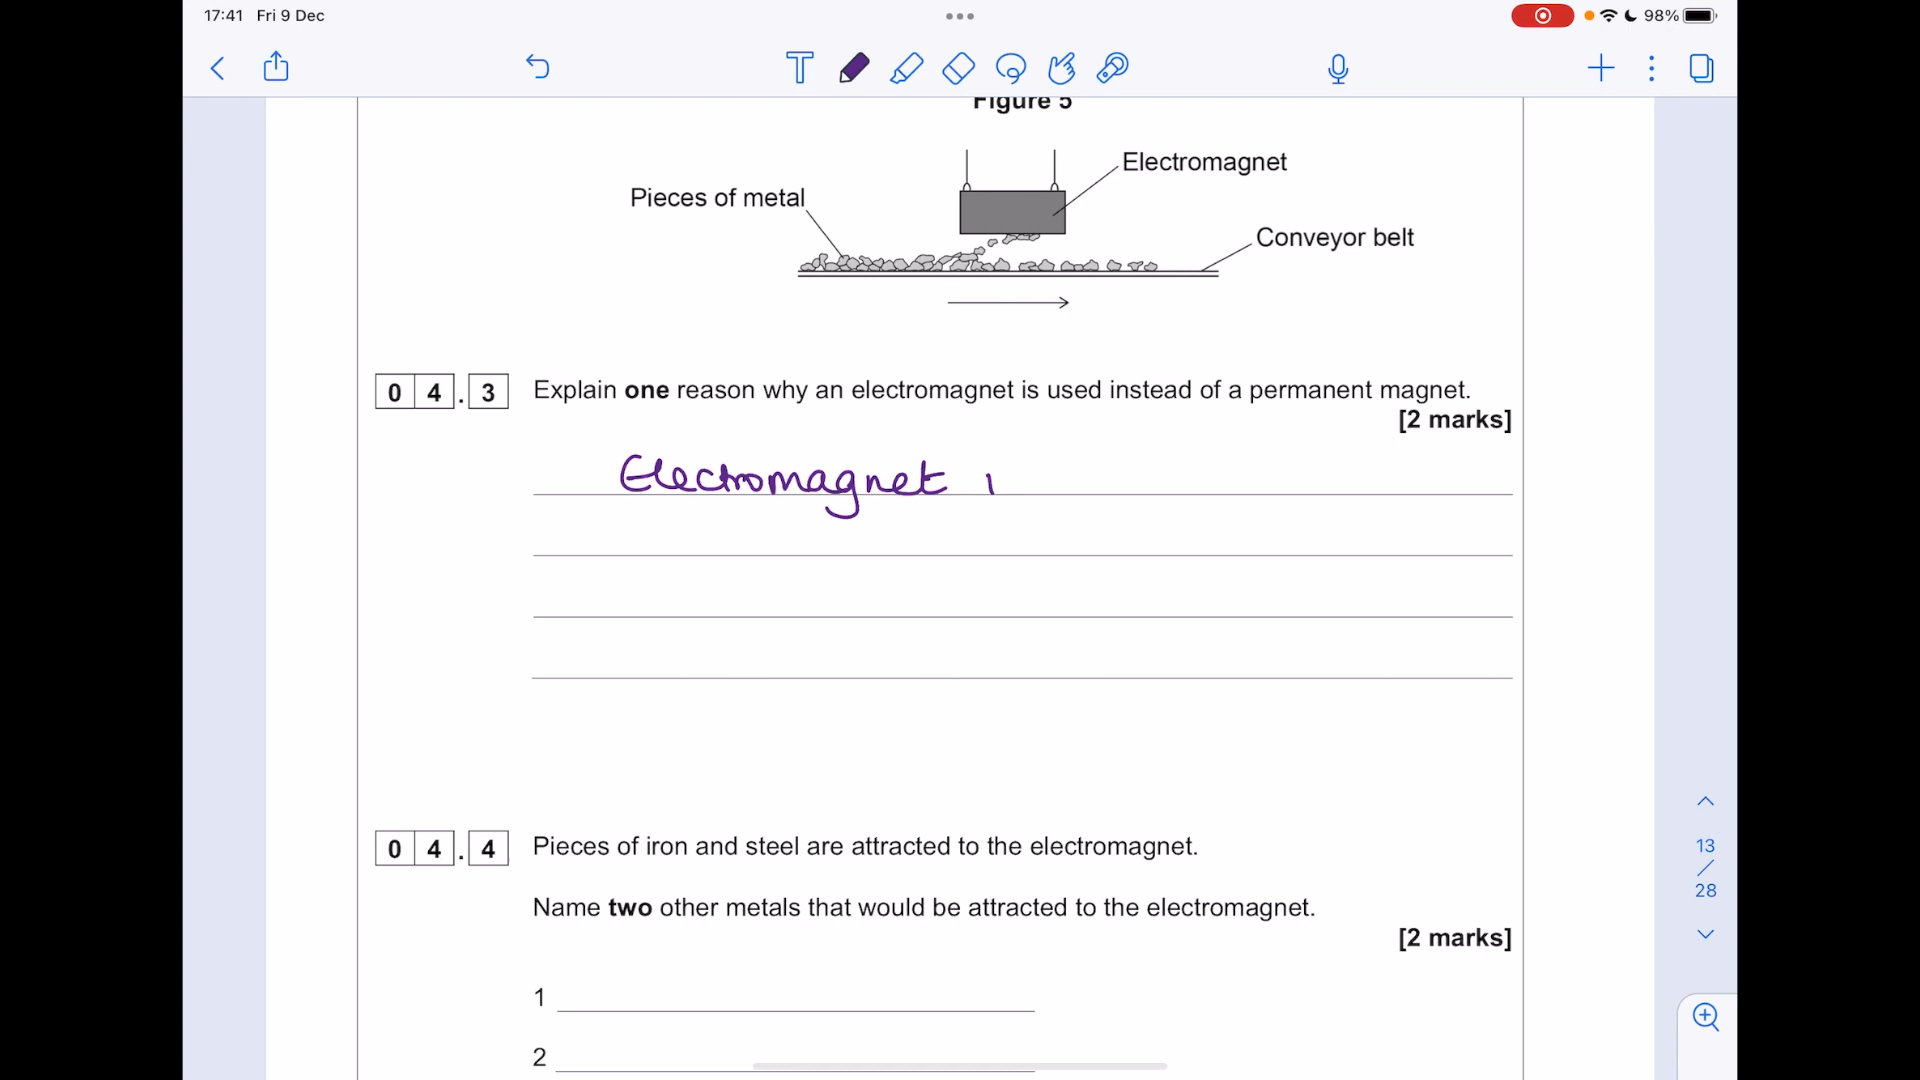 17:41 Fri 9 Dec
98%
Figure 5
Electromagnet
Pieces of metal
Conveyor belt
0 4 . 3 Explain one reason why an electromagnet is used instead of a permanent magnet.
[2 marks]
Electromagnet
0 4 . 4 Pieces of iron and steel are attracted to the electromagnet.
Name two other metals that would be attracted to the electromagnet.
[2 marks]
1
2
13
/
28